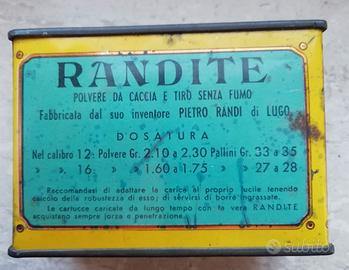 RANDITE
POLVERE DA CACCIA E TIRO SENZA FUMO
Fabbricata dal suo inventore PIETRO RANDI di LUGO
DOSATURA
Nel calibro 12: Polvere Gr. 2.10 a 2.30 Pallini Gr. 33 a 35
» » 16: » » 1.60 a 1.75 » » 27 a 28
Raccomandasi di adattare la carica al proprio fucile tenendo
calcolo della robustezza di esso; di servirsi di borre ingrassate.
Le cartucce caricate da lungo tempo con la vera RANDITE
acquistano sempre forza e penetrazione.
subito